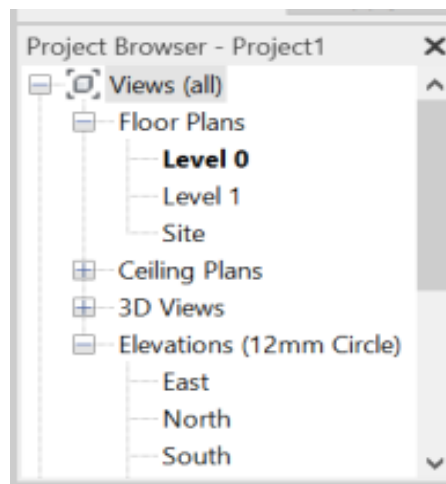 Project Browser - Project1
Views (all)
Floor Plans
Level 0
Level 1
Site
Ceiling Plans
3D Views
Elevations (12mm Circle)
East
North
South